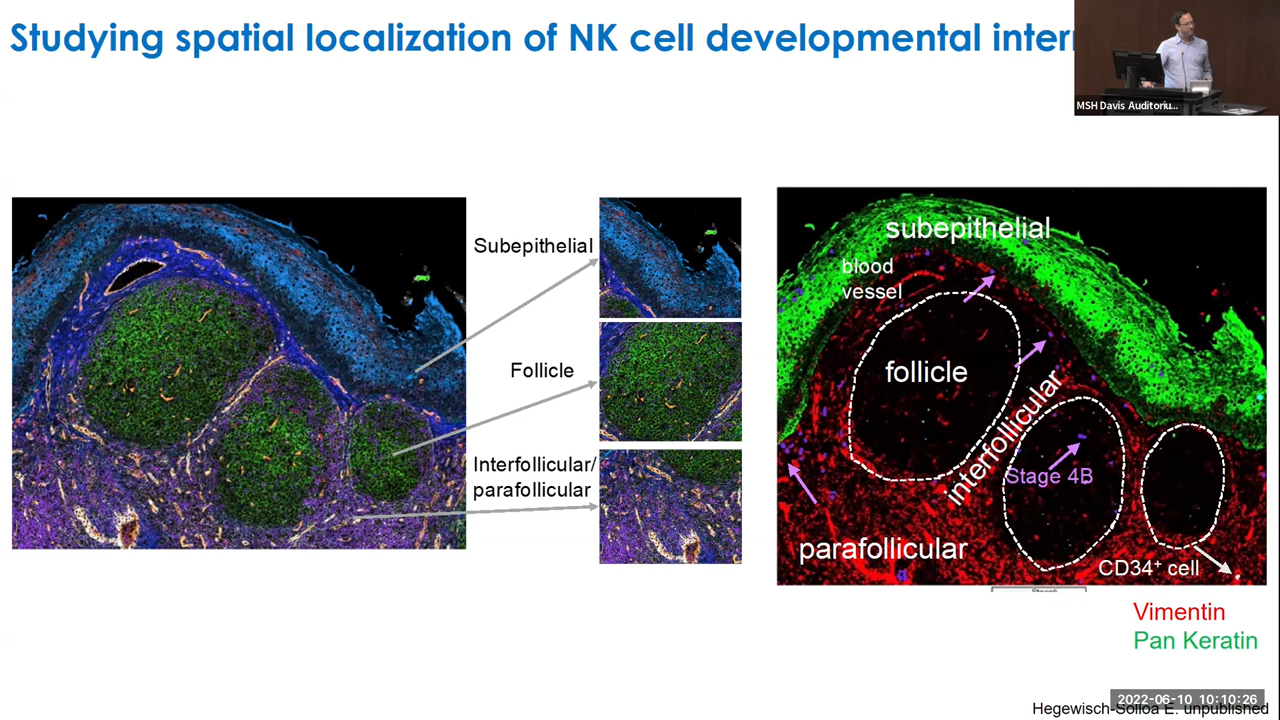 Studying spatial localization of NK cell developmental
MSH Davis Auditoriu...
Subepithelial
Follicle
Interfollicular/
parafollicular
subepithelial
blood
vessel
follicle
interfollicular
Stage 4B
parafollicular
CD34⁺ cell
Vimentin
Pan Keratin
2022-06-10 10:10:26
Hegewisch-Solloa E. unpublished